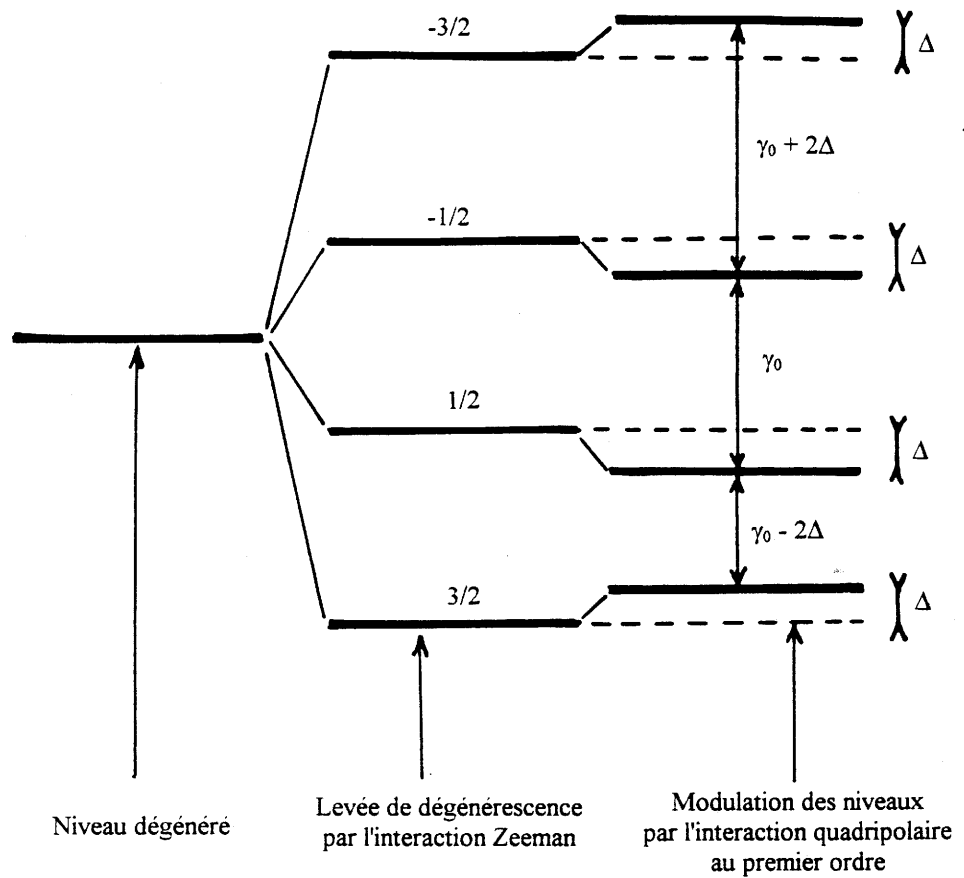 -3/2
Δ
γ₀ + 2Δ
-1/2
Δ
γ₀
1/2
Δ
γ₀ - 2Δ
3/2
Δ
Niveau dégénéré
Levée de dégénérescence
par l'interaction Zeeman
Modulation des niveaux
par l'interaction quadripolaire
au premier ordre